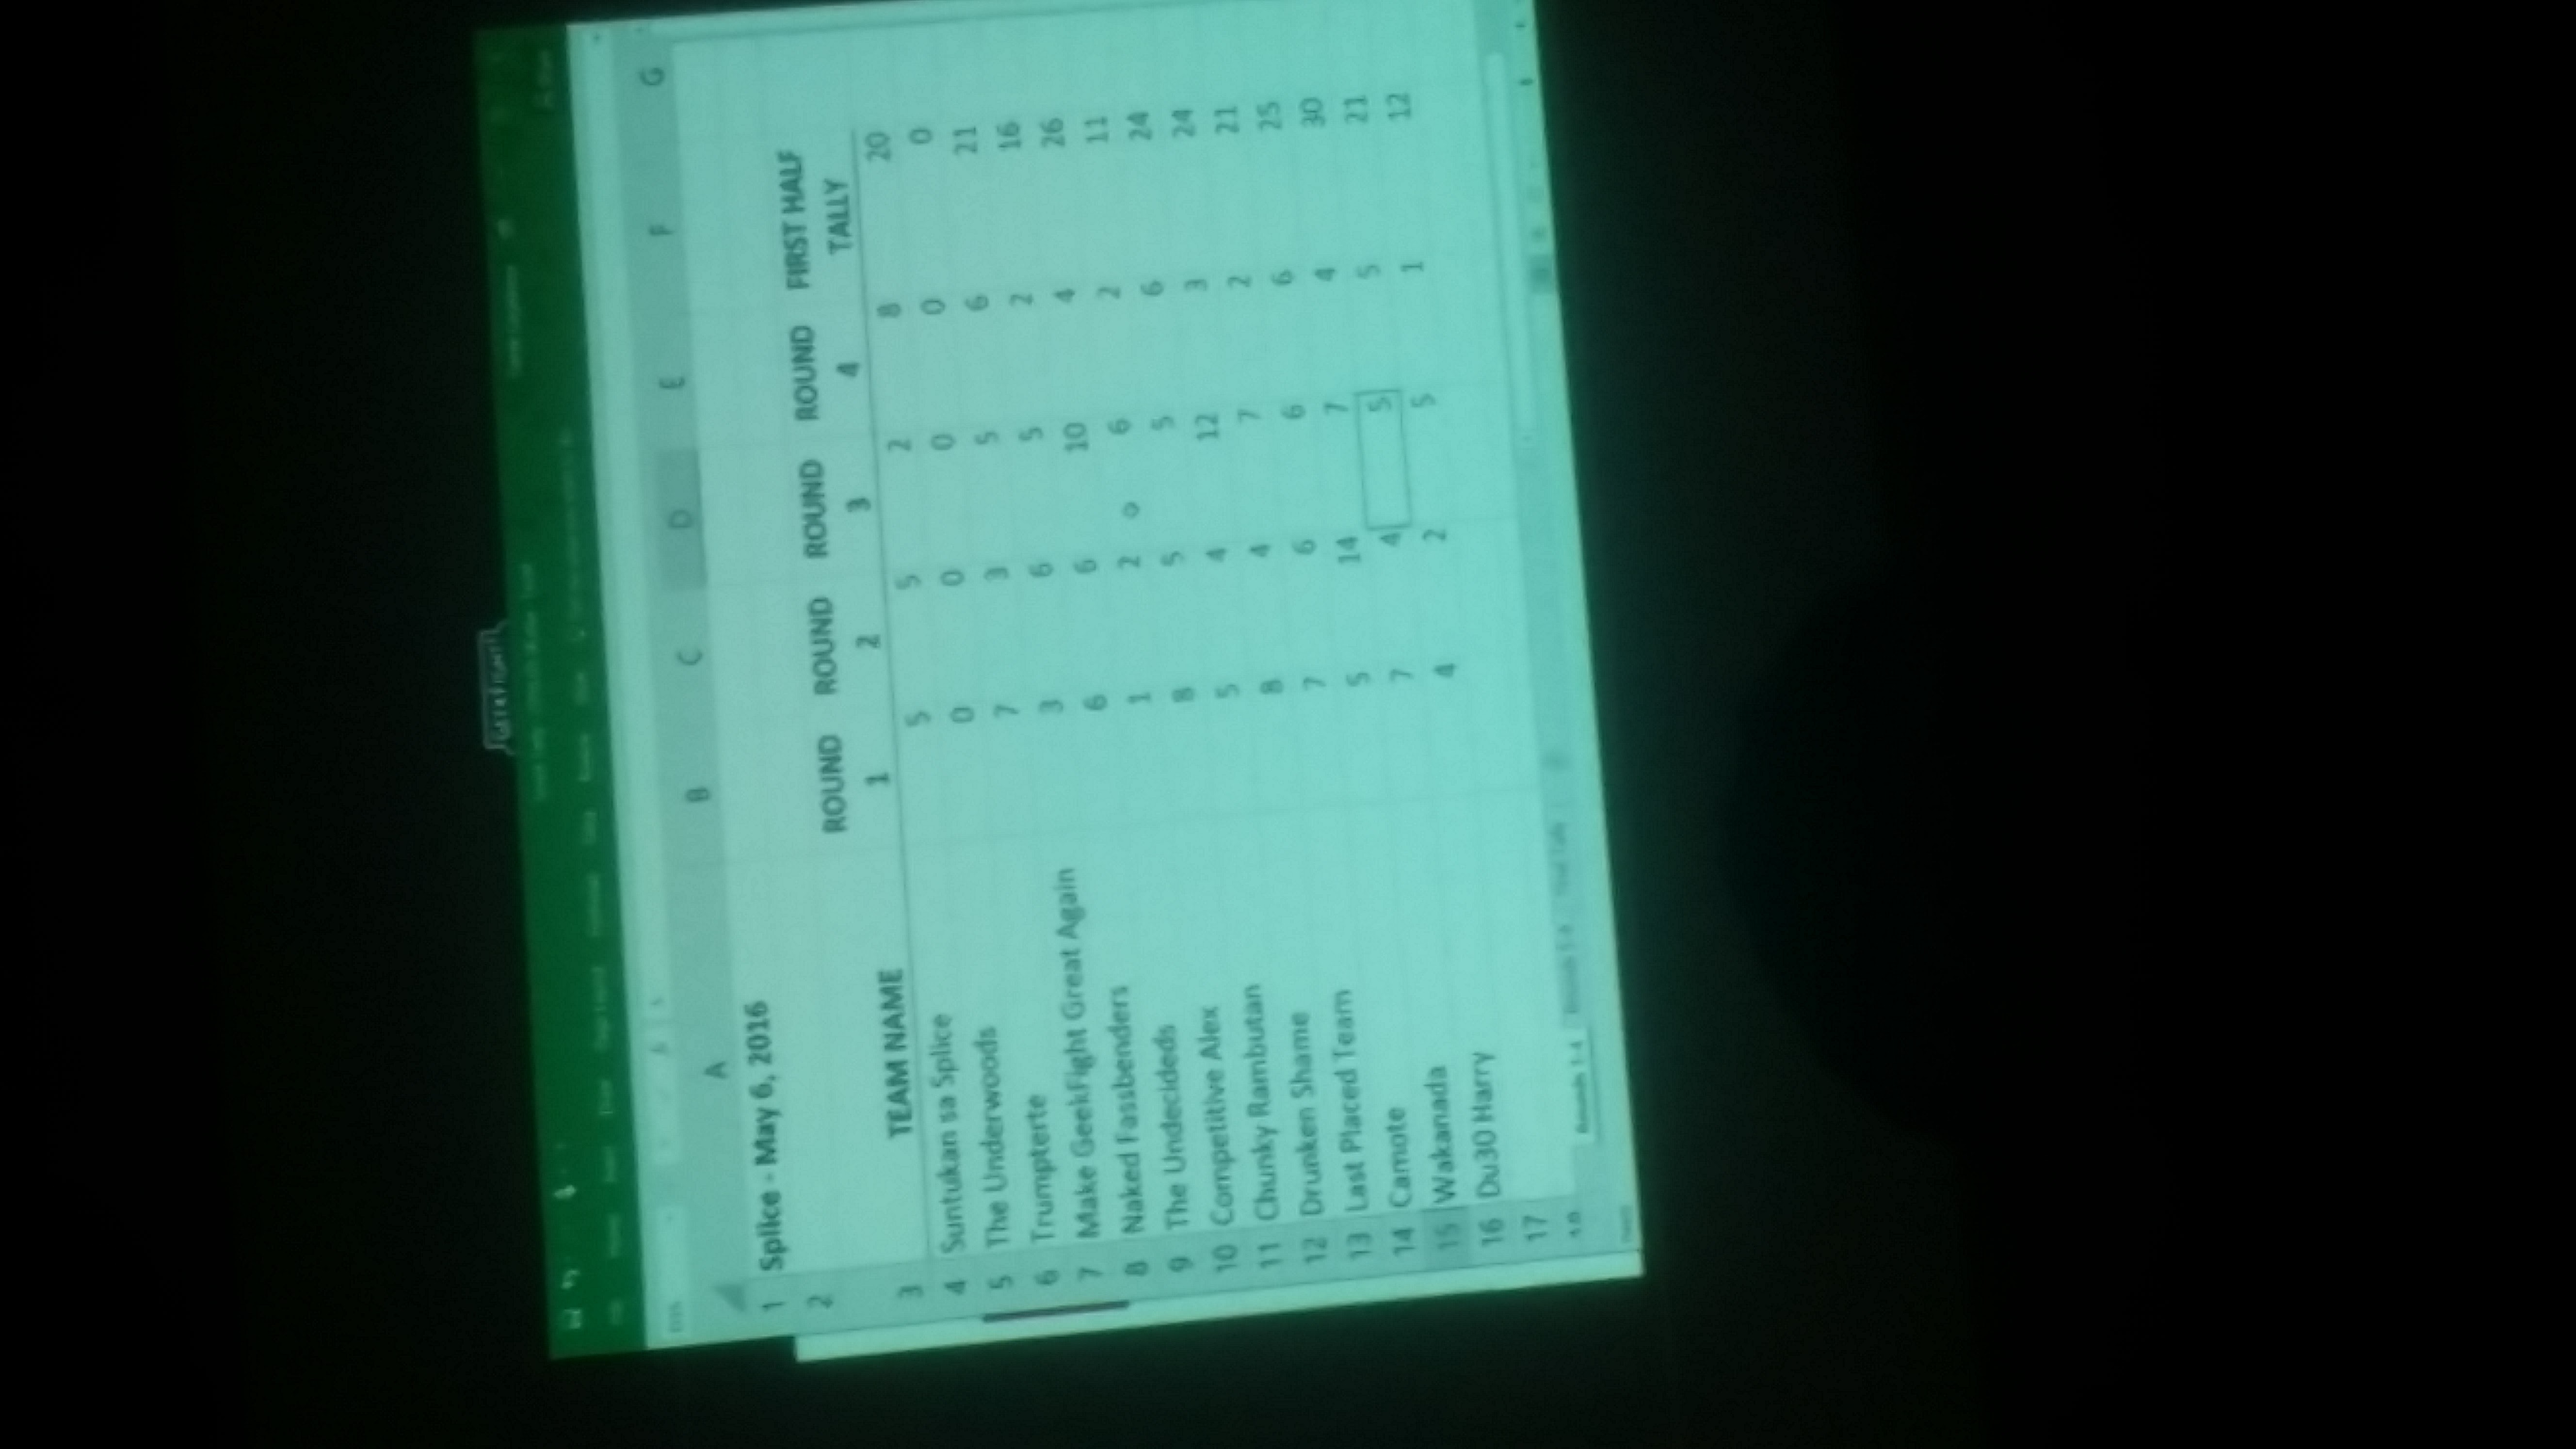 GEEKFIGHT!
A B C D E F G
1 Splice - May 6, 2016
2
ROUND ROUND ROUND ROUND FIRST HALF
3 TEAM NAME 1 2 3 4 TALLY
4 Suntukan sa Splice 5 5 2 8 20
5 The Underwoods 0 0 0 0 0
6 Trumpterte 7 3 5 6 21
7 Make GeekFight Great Again 3 6 5 2 16
8 Naked Fassbenders 6 6 10 4 26
9 The Undecideds 1 2 6 2 11
10 Competitive Alex 8 5 5 6 24
11 Chunky Rambutan 5 4 12 3 24
12 Drunken Shame 8 4 7 2 21
13 Last Placed Team 7 6 6 6 25
14 Camote 5 14 7 4 30
15 Wakanada 7 4 5 5 21
16 Du30 Harry 4 2 5 1 12
17
18
Rounds 1-4